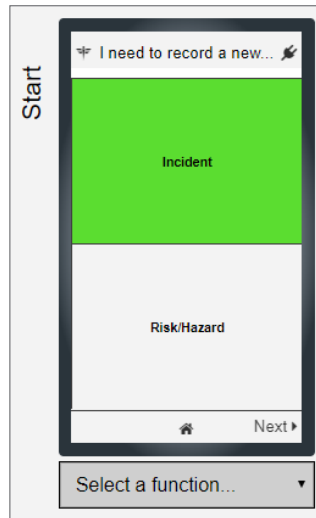 Start
I need to record a new...
Incident
Risk/Hazard
Next
Select a function...